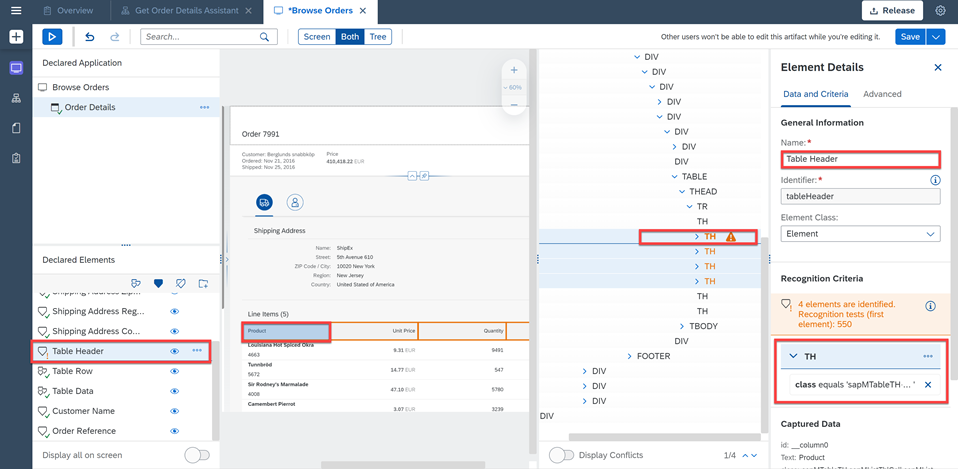 Overview
Get Order Details Assistant
*Browse Orders
Release
Search...
Screen Both Tree
Other users won't be able to edit this artifact while you're editing it.
Save
Declared Application
Browse Orders
Order Details
Declared Elements
Shipping Address Reg...
Shipping Address Co...
Table Header
Table Row
Table Data
Customer Name
Order Reference
Display all on screen
60%
Order 7991
Customer: Berglunds snabbköp
Ordered: Nov 21, 2016
Shipped: Nov 25, 2016
Price
410,418.22 EUR
Shipping Address
Name: ShipEx
Street: 5th Avenue 610
ZIP Code / City: 10020 New York
Region: New Jersey
Country: United Stated of America
Line Items (5)
Product Unit Price Quantity
Louisiana Hot Spiced Okra
4663
9.31 EUR 9491
Tunnbröd
5672
14.77 EUR 547
Sir Rodney's Marmalade
4008
47.10 EUR 5780
Camembert Pierrot
3.07 EUR 3239
DIV
DIV
DIV
DIV
DIV
DIV
DIV
DIV
TABLE
THEAD
TR
TH
TH
TH
TH
TH
TH
TH
TBODY
DIV
FOOTER
DIV
DIV
DIV
DIV
Display Conflicts
1/4
Element Details
Data and Criteria Advanced
General Information
Name: *
Table Header
Identifier: *
tableHeader
Element Class:
Element
Recognition Criteria
4 elements are identified.
Recognition tests (first
element): 550
TH
class equals 'sapMTableTH ... '
Captured Data
id: __column0
Text: Product